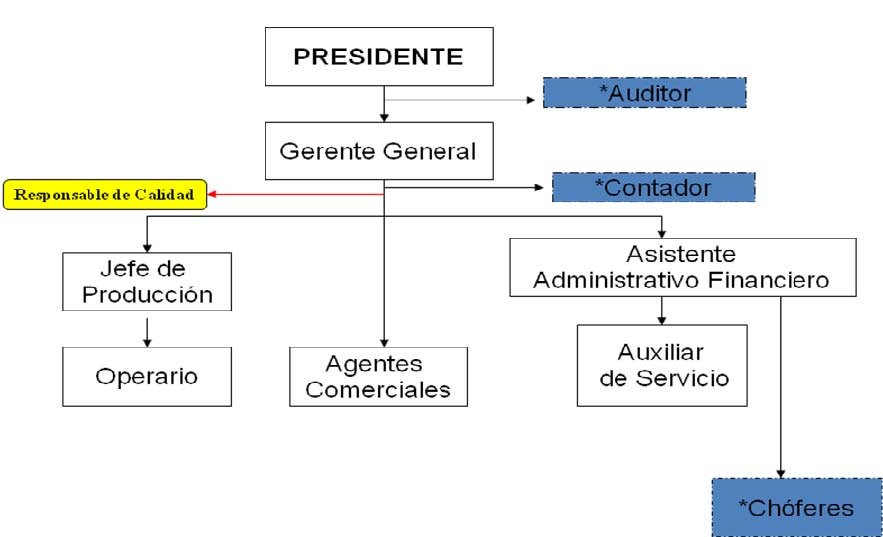 PRESIDENTE
*Auditor
Gerente General
Responsable de Calidad
*Contador
Jefe de
Producción
Asistente
Administrativo Financiero
Operario
Agentes
Comerciales
Auxiliar
de Servicio
*Chóferes